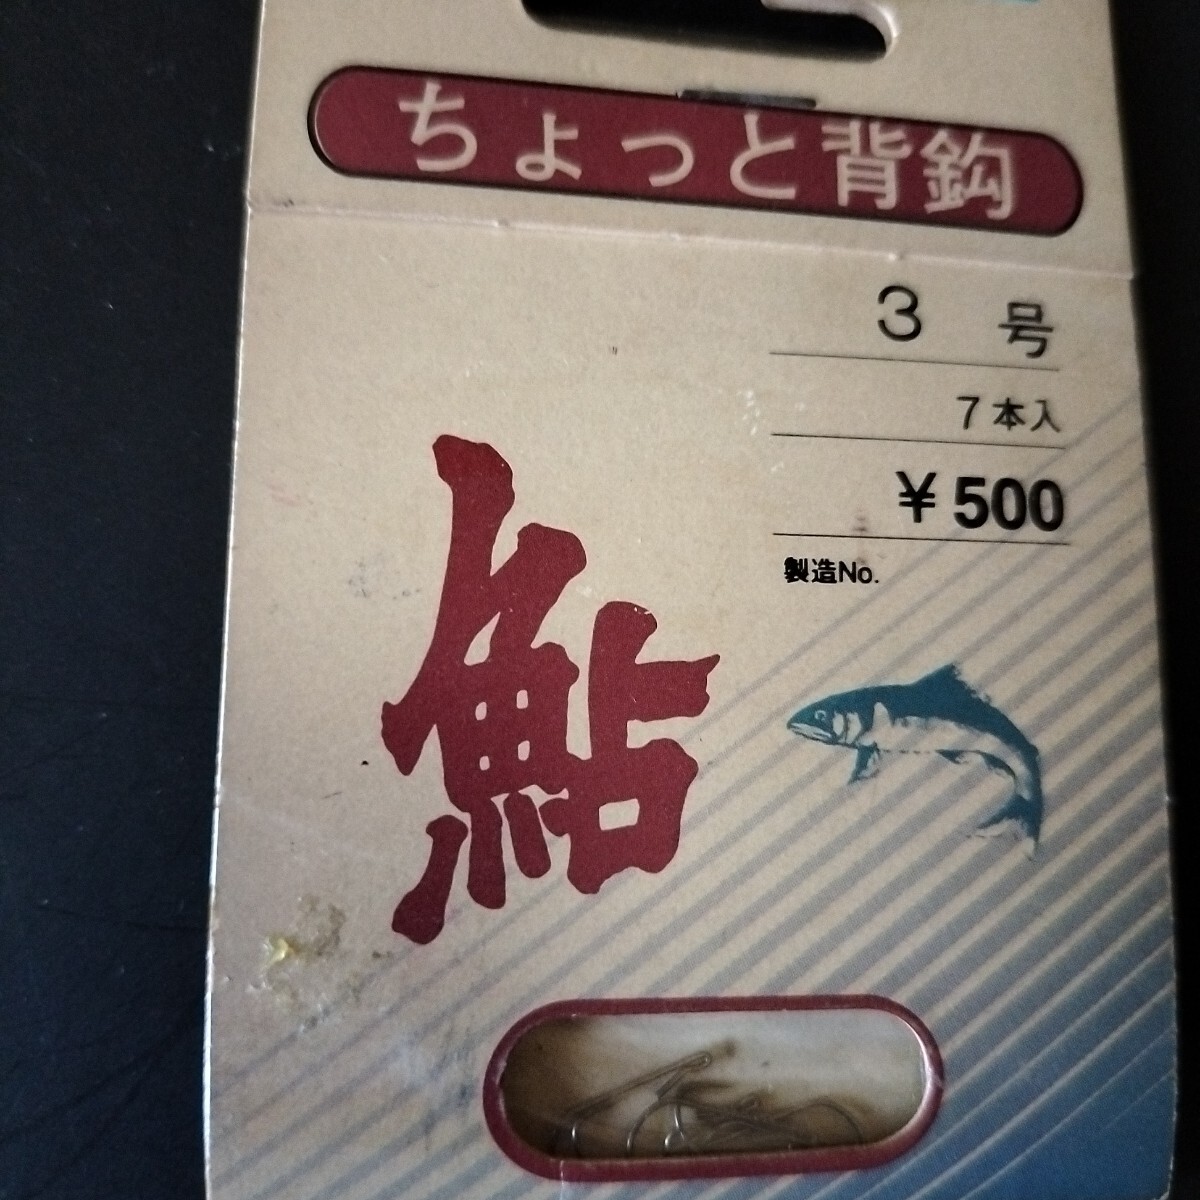 ちょっと背鈎
3 号
7本入
¥500
製造No.
鮎